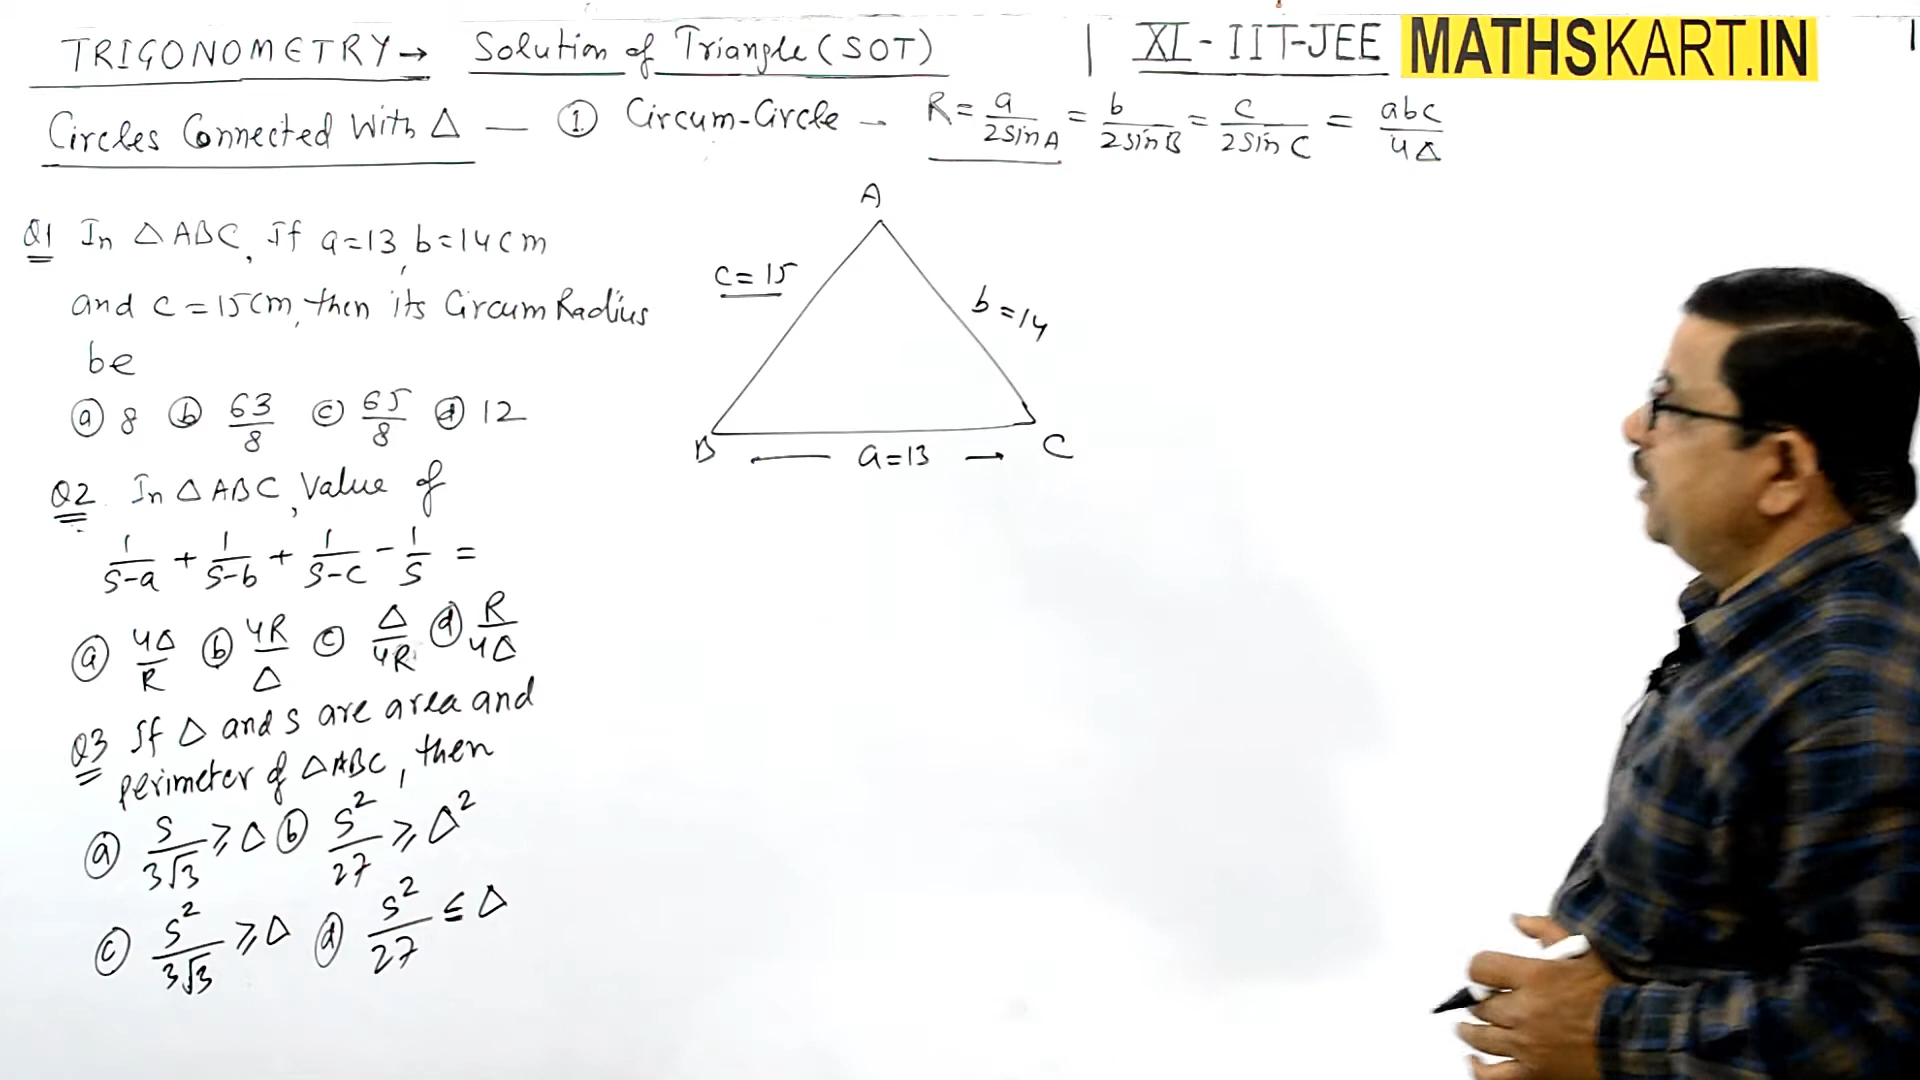 TRIGONOMETRY→ Solution of Triangle (SOT) | XI-IIT-JEE MATHSKART.IN
Circles Connected With △ — ① Circum-Circle - R = a/2sinA = b/2sinB = c/2sinC = abc/4△
Q1 In △ABC, If a=13, b=14cm
and c=15cm, then its CircumRadius
be
ⓐ 8 ⓑ 63/8 ⓒ 65/8 ⓓ 12
Q2 In △ABC, Value of
1/s-a + 1/s-b + 1/s-c - 1/s =
ⓐ 4△/R ⓑ 4R/△ ⓒ △/4R ⓓ R/4△
Q3 If △ and s are area and
perimeter of △ABC, then
ⓐ s/3√3 ≥ △ ⓑ s²/27 ≥ △²
ⓒ s²/3√3 ≥ △ ⓓ s²/27 ≤ △
A
c=15
b=14
B a=13 C